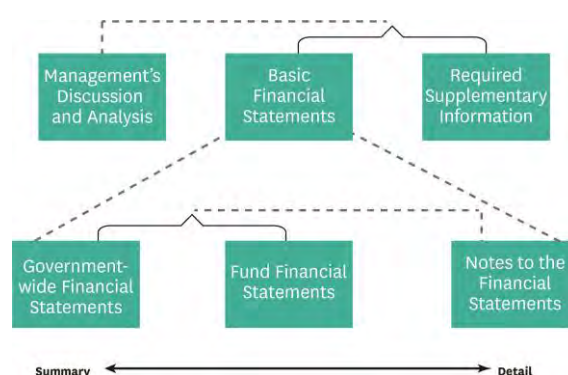 Management's
Discussion
and Analysis
Basic
Financial
Statements
Required
Supplementary
Information
Government-
wide Financial
Statements
Fund Financial
Statements
Notes to the
Financial
Statements
Summary
Detail